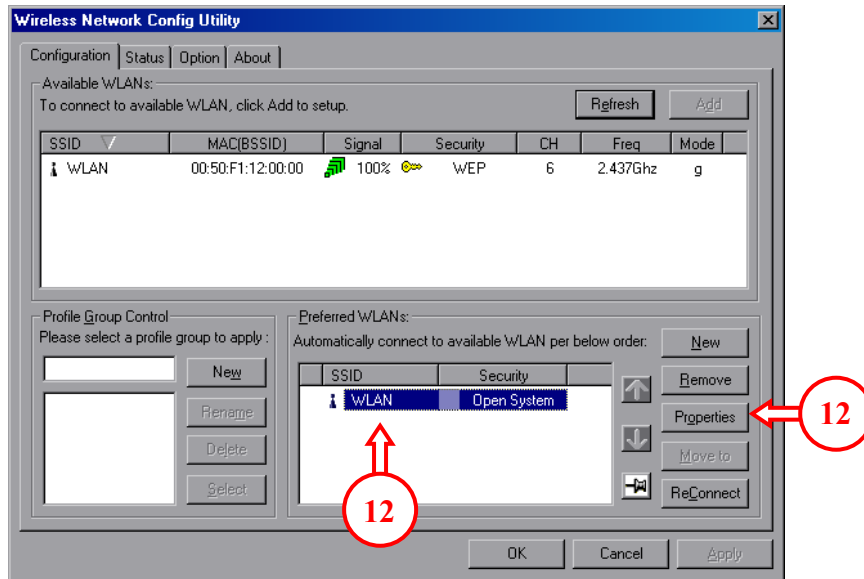 Wireless Network Config Utility
Configuration Status Option About
Available WLANs:
To connect to available WLAN, click Add to setup.
Refresh Add
SSID MAC(BSSID) Signal Security CH Freq Mode
WLAN 00:50:F1:12:00:00 100% WEP 6 2.437Ghz g
Profile Group Control
Please select a profile group to apply :
New
Rename
Delete
Select
Preferred WLANs:
Automatically connect to available WLAN per below order:
SSID Security
WLAN Open System
New
Remove
Properties
Move to
ReConnect
12
12
OK Cancel Apply